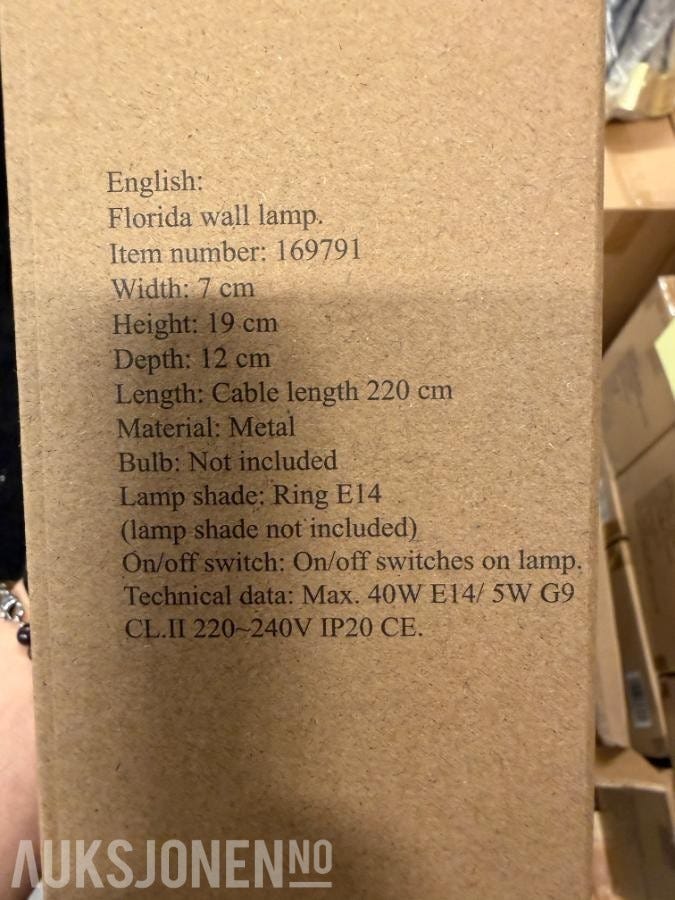 English:
Florida wall lamp.
Item number: 169791
Width: 7 cm
Height: 19 cm
Depth: 12 cm
Length: Cable length 220 cm
Material: Metal
Bulb: Not included
Lamp shade: Ring E14
(lamp shade not included)
On/off switch: On/off switches on lamp.
Technical data: Max. 40W E14/ 5W G9
CL.II 220~240V IP20 CE.
AUKSJONEN NO